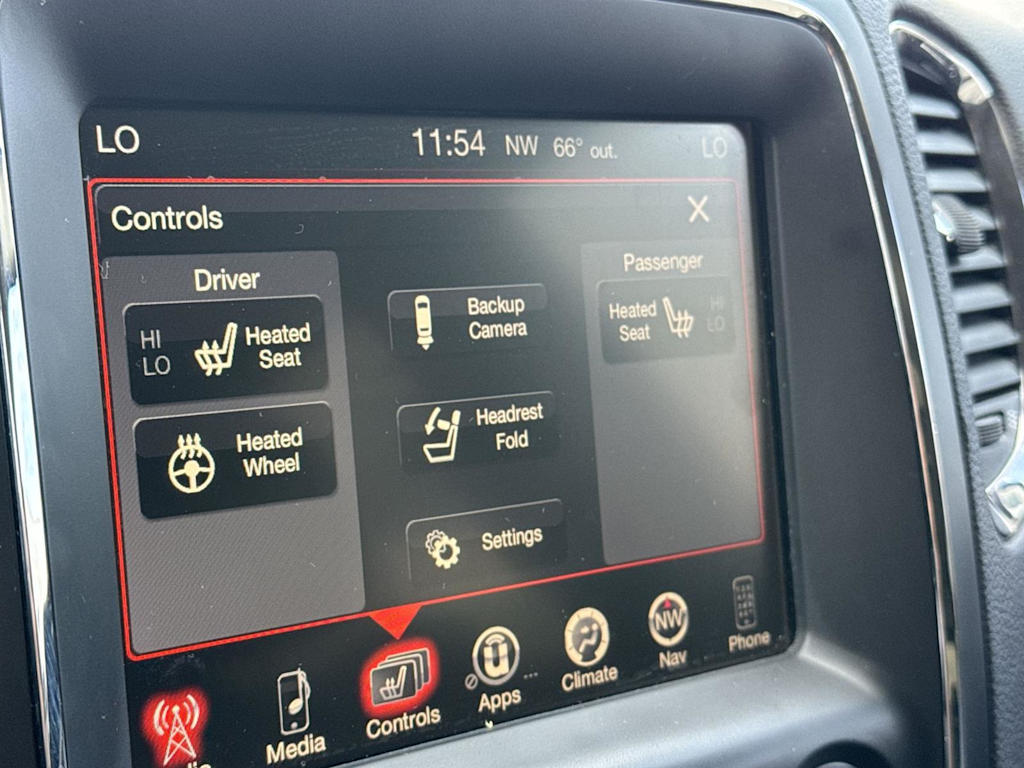 LO 11:54 NW 66° out. LO
Controls X
Driver
HI
LO
Heated
Seat
Heated
Wheel
Backup
Camera
Headrest
Fold
Settings
Passenger
Heated
Seat
HI
LO
Media
Controls
Apps
Climate
NW
Nav
Phone